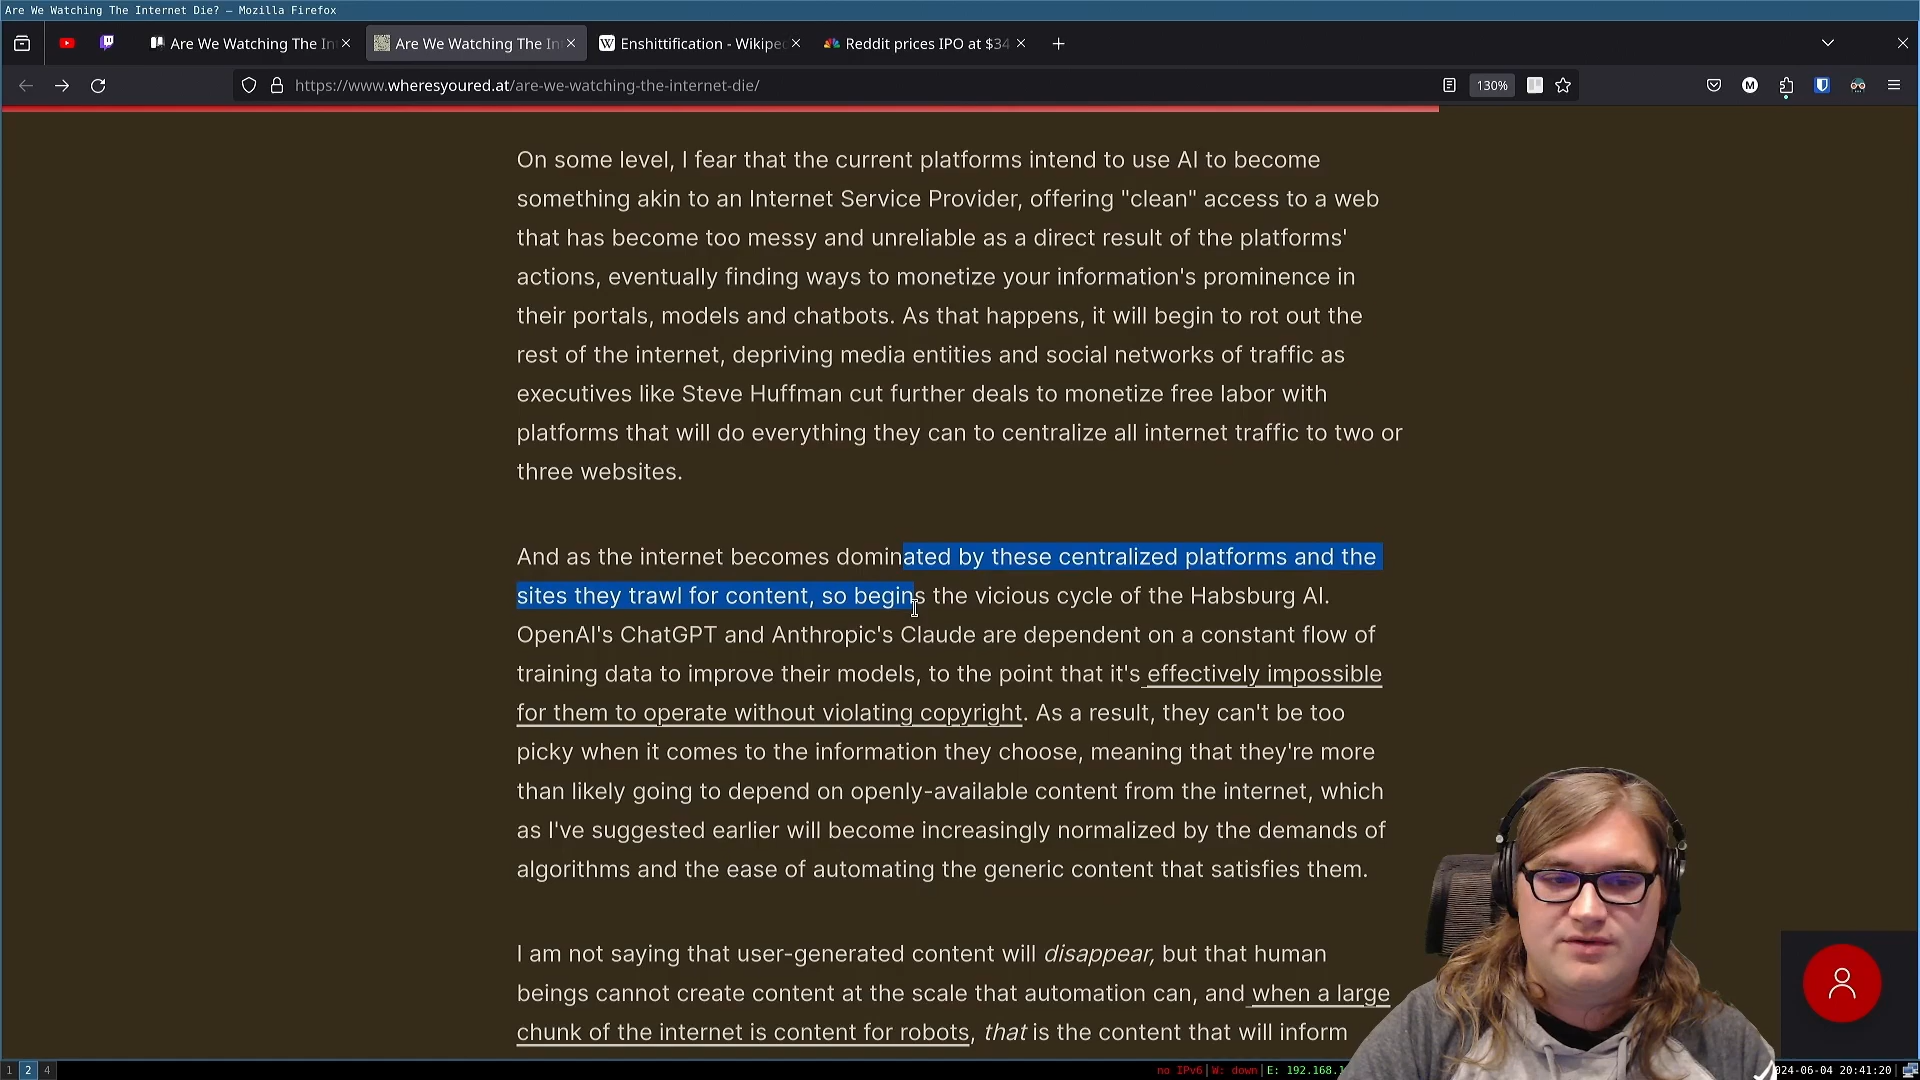 Are We Watching The Internet Die? — Mozilla Firefox
Are We Watching The In
Are We Watching The In
Enshittification - Wikiped
Reddit prices IPO at $34
https://www.wheresyoured.at/are-we-watching-the-internet-die/
130%
M
On some level, I fear that the current platforms intend to use AI to become
something akin to an Internet Service Provider, offering "clean" access to a web
that has become too messy and unreliable as a direct result of the platforms'
actions, eventually finding ways to monetize your information's prominence in
their portals, models and chatbots. As that happens, it will begin to rot out the
rest of the internet, depriving media entities and social networks of traffic as
executives like Steve Huffman cut further deals to monetize free labor with
platforms that will do everything they can to centralize all internet traffic to two or
three websites.
And as the internet becomes dominated by these centralized platforms and the
sites they trawl for content, so begins the vicious cycle of the Habsburg AI.
OpenAI's ChatGPT and Anthropic's Claude are dependent on a constant flow of
training data to improve their models, to the point that it's effectively impossible
for them to operate without violating copyright. As a result, they can't be too
picky when it comes to the information they choose, meaning that they're more
than likely going to depend on openly-available content from the internet, which
as I've suggested earlier will become increasingly normalized by the demands of
algorithms and the ease of automating the generic content that satisfies them.
I am not saying that user-generated content will disappear, but that human
beings cannot create content at the scale that automation can, and when a large
chunk of the internet is content for robots, that is the content that will inform
1 2 4
no IPv6 | W: down | E: 192.168.
024-06-04 20:41:20